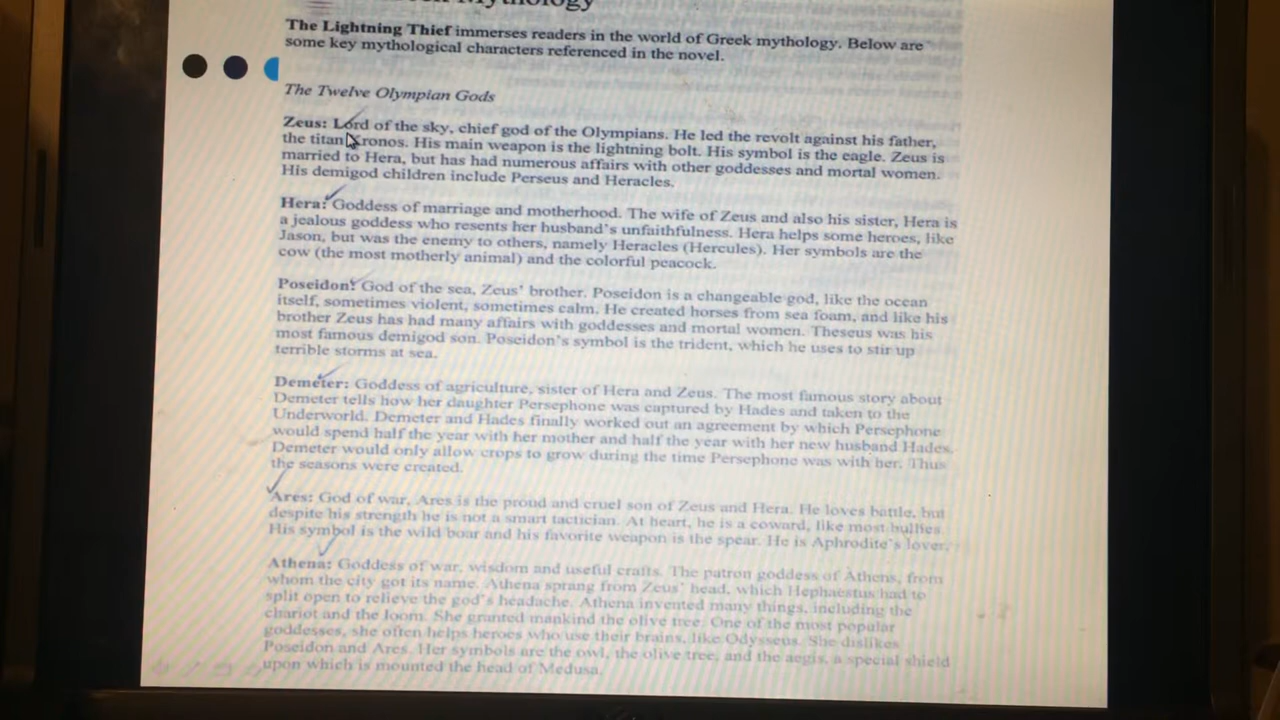 Mythology
The Lightning Thief immerses readers in the world of Greek mythology. Below are
some key mythological characters referenced in the novel.
The Twelve Olympian Gods
Zeus: Lord of the sky, chief god of the Olympians. He led the revolt against his father,
the titan Kronos. His main weapon is the lightning bolt. His symbol is the eagle. Zeus is
married to Hera, but has had numerous affairs with other goddesses and mortal women.
His demigod children include Perseus and Heracles.
Hera: Goddess of marriage and motherhood. The wife of Zeus and also his sister, Hera is
a jealous goddess who resents her husband's unfaithfulness. Hera helps some heroes, like
Jason, but was the enemy to others, namely Heracles (Hercules). Her symbols are the
cow (the most motherly animal) and the colorful peacock.
Poseidon: God of the sea, Zeus' brother. Poseidon is a changeable god, like the ocean
itself, sometimes violent, sometimes calm. He created horses from sea foam, and like his
brother Zeus has had many affairs with goddesses and mortal women. Theseus was his
most famous demigod son. Poseidon's symbol is the trident, which he uses to stir up
terrible storms at sea.
Demeter: Goddess of agriculture, sister of Hera and Zeus. The most famous story about
Demeter tells how her daughter Persephone was captured by Hades and taken to the
Underworld. Demeter and Hades finally worked out an agreement by which Persephone
would spend half the year with her mother and half the year with her new husband Hades.
Demeter would only allow crops to grow during the time Persephone was with her. Thus
the seasons were created.
Ares: God of war, Ares is the proud and cruel son of Zeus and Hera. He loves battle, but
despite his strength he is not a smart tactician. At heart, he is a coward, like most bullies.
His symbol is the wild boar and his favorite weapon is the spear. He is Aphrodite's lover.
Athena: Goddess of war, wisdom and useful crafts. The patron goddess of Athens, from
whom the city got its name. Athena sprang from Zeus' head, which Hephaestus had to
split open to relieve the god's headache. Athena invented many things, including the
chariot and the loom. She granted mankind the olive tree. One of the most popular
goddesses, she often helps heroes who use their brains, like Odysseus. She dislikes
Poseidon and Ares. Her symbols are the owl, the olive tree, and the aegis, a special shield
upon which is mounted the head of Medusa.